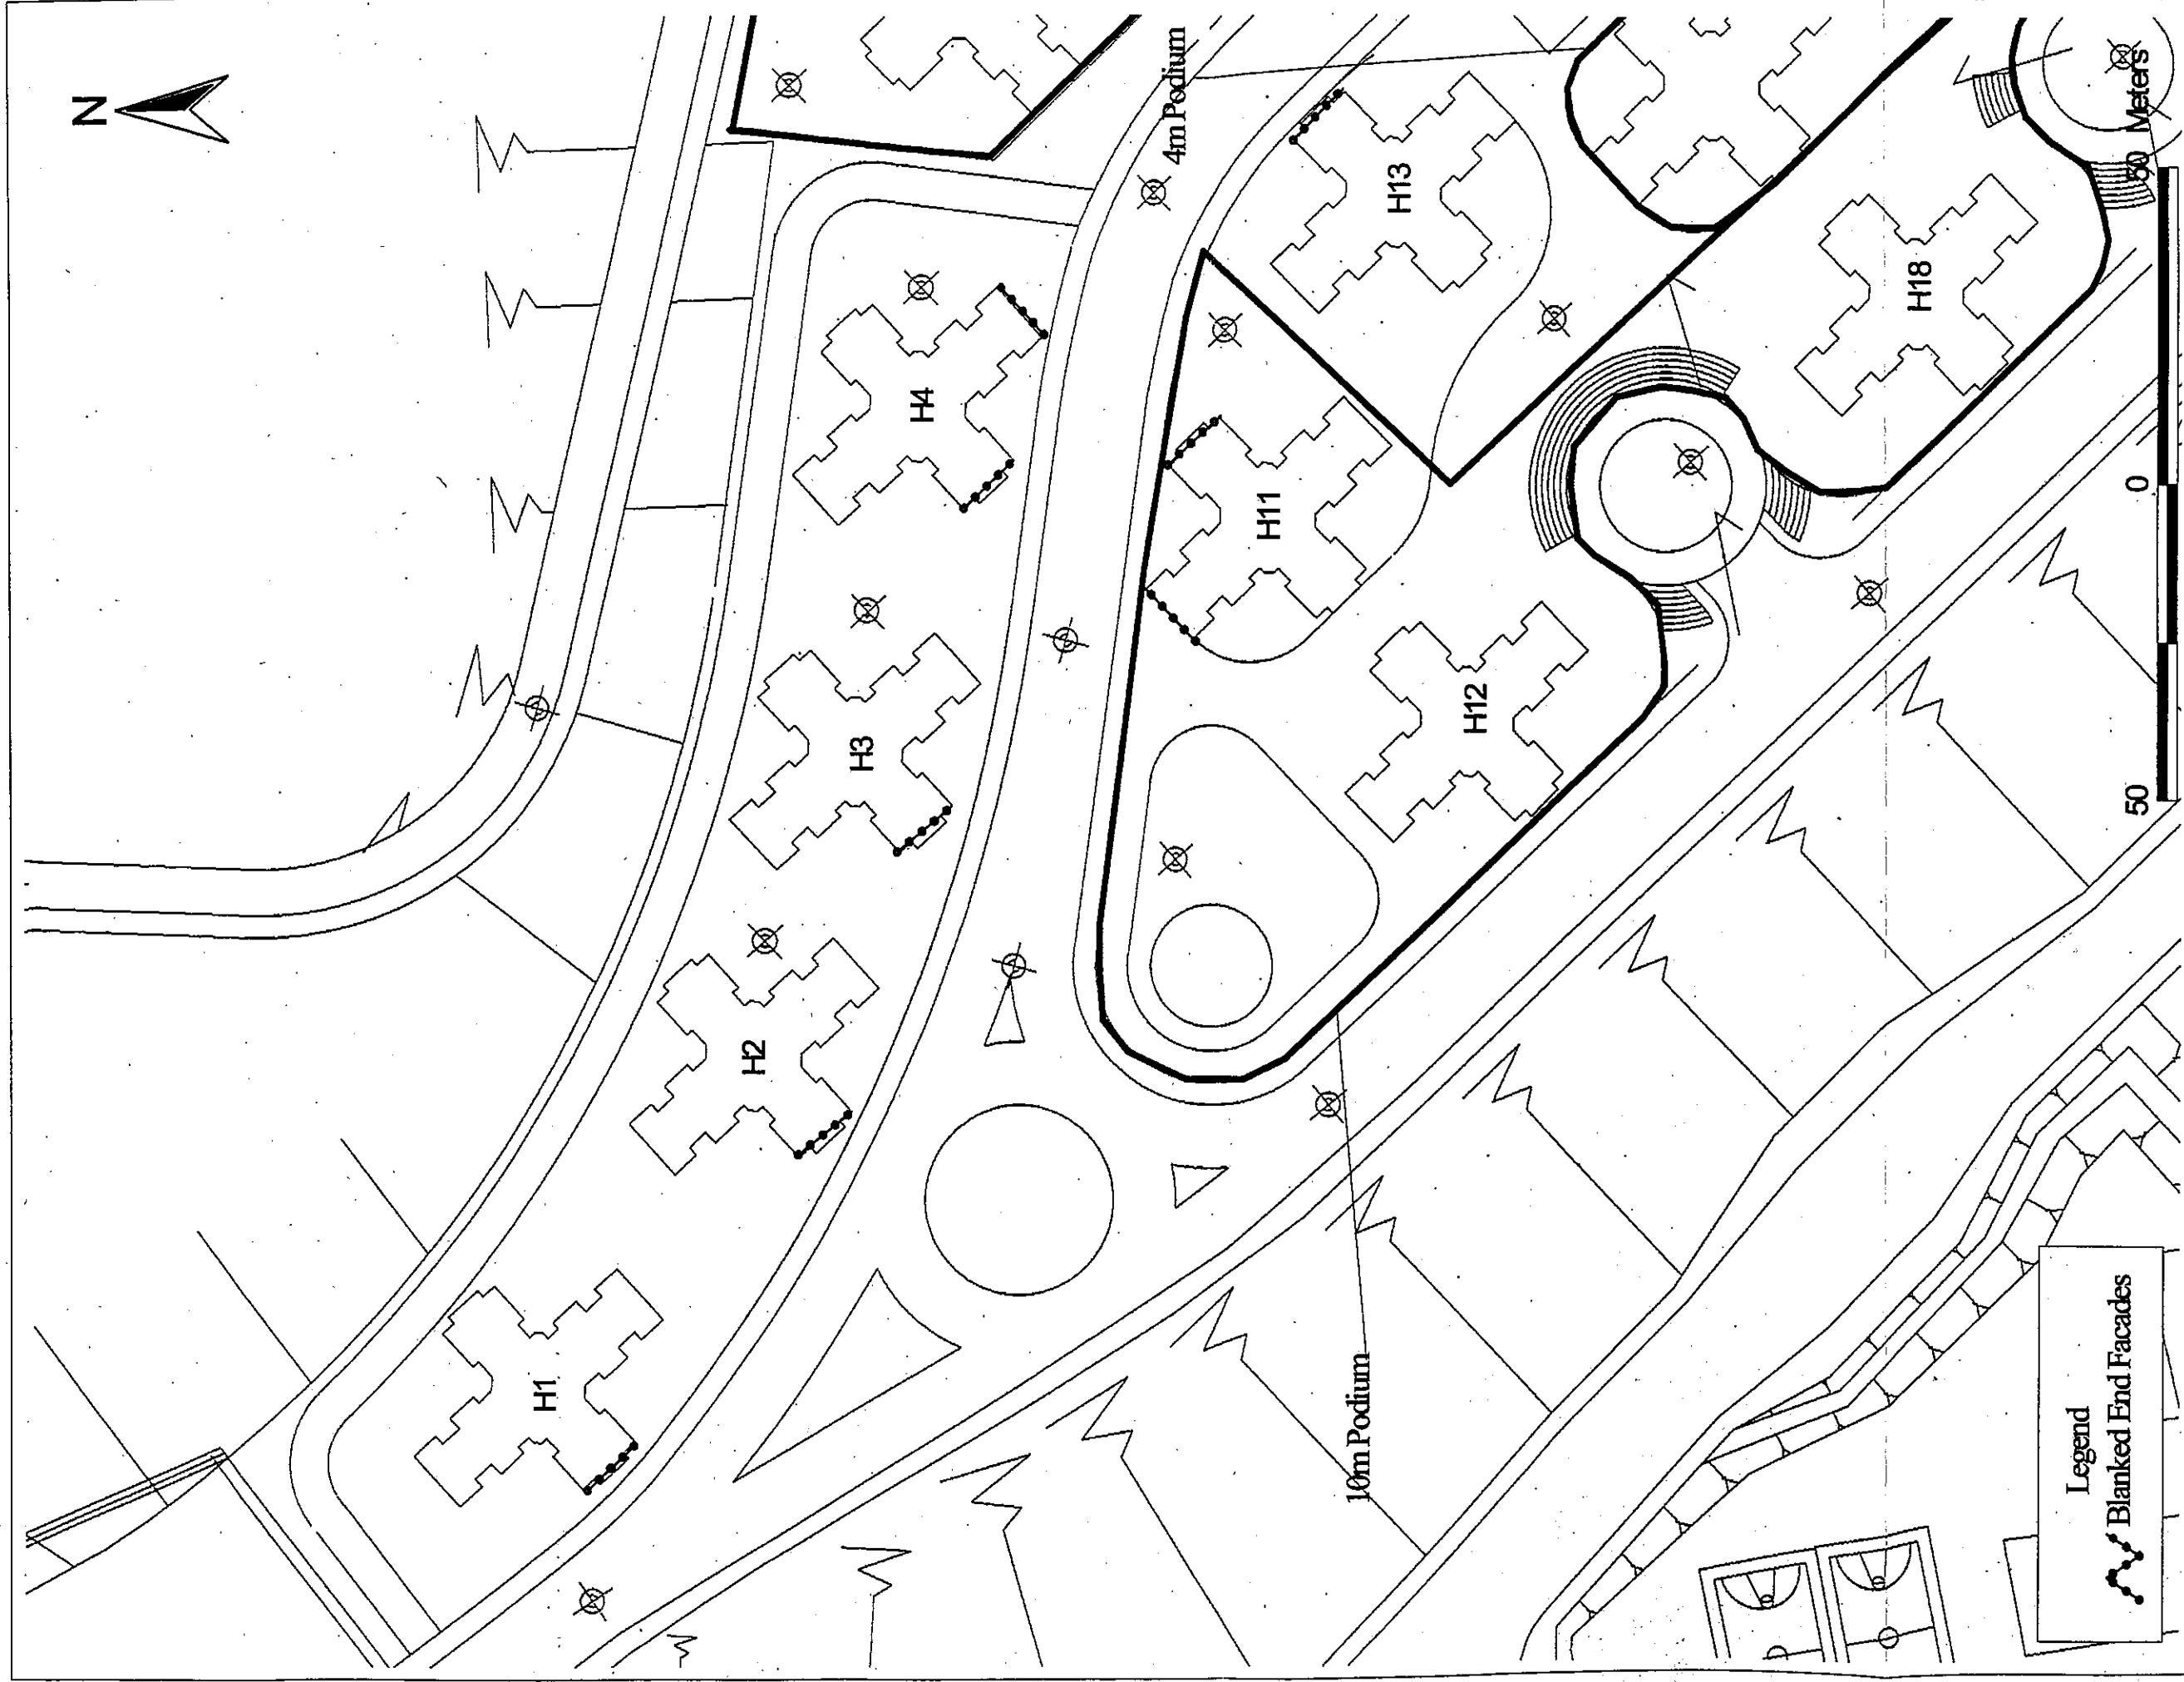 N
4m Podium
H13
H4
H18
H11
H3
H12
H2
H1
10m Podium
50 0 50 Meters
Legend
Blanked End Facades